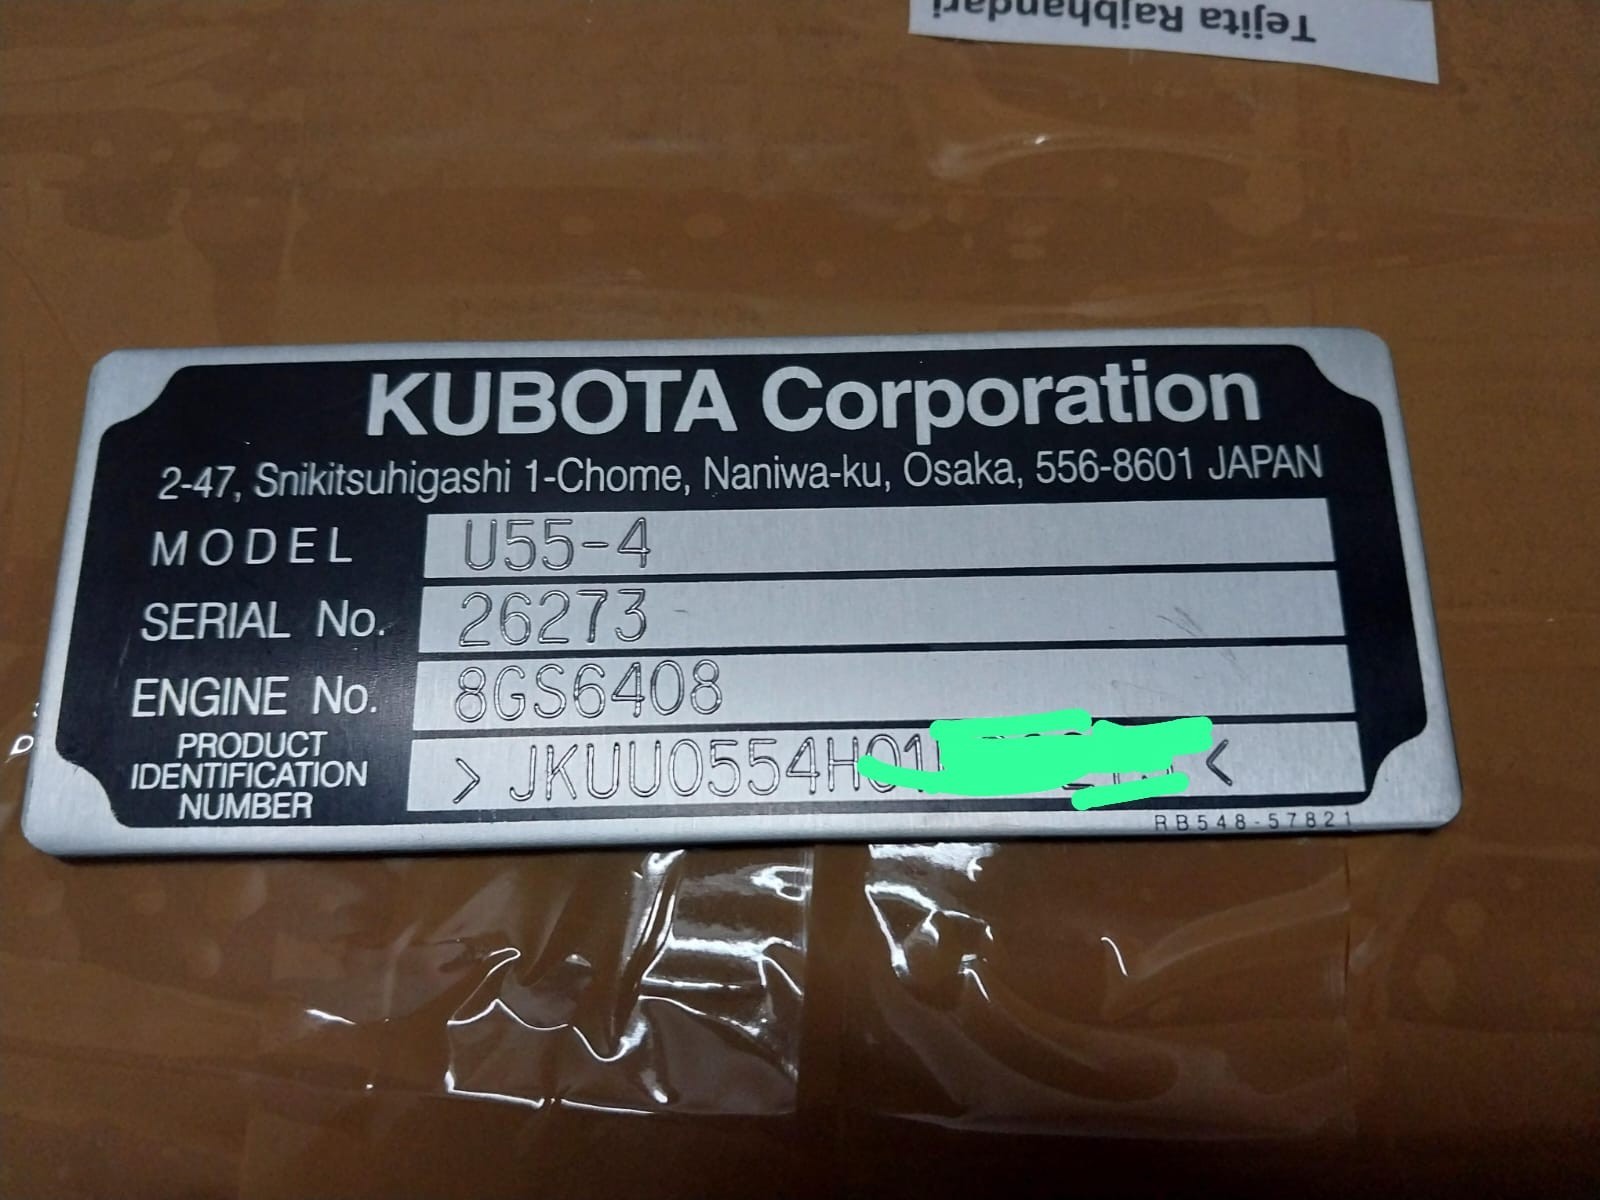 Tejita Rajbhandari
KUBOTA Corporation
2-47, Snikitsuhigashi 1-Chome, Naniwa-ku, Osaka, 556-8601 JAPAN
MODEL U55-4
SERIAL No. 26273
ENGINE No. 8GS6408
PRODUCT
IDENTIFICATION
NUMBER
> JKUU0554H01 <
RB548-57821